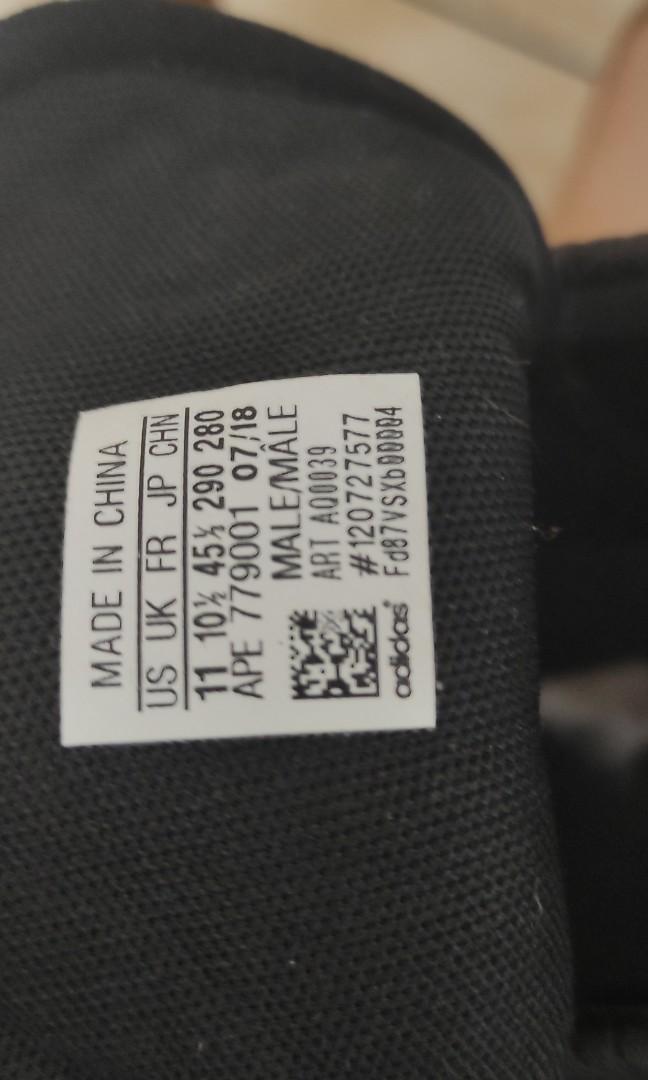 MADE IN CHINA
US UK FR JP CHN
11 10½ 45⅓ 290 280
APE 779001 07/18
MALE/MÂLE
ART AQ0039
#120727577
adidas